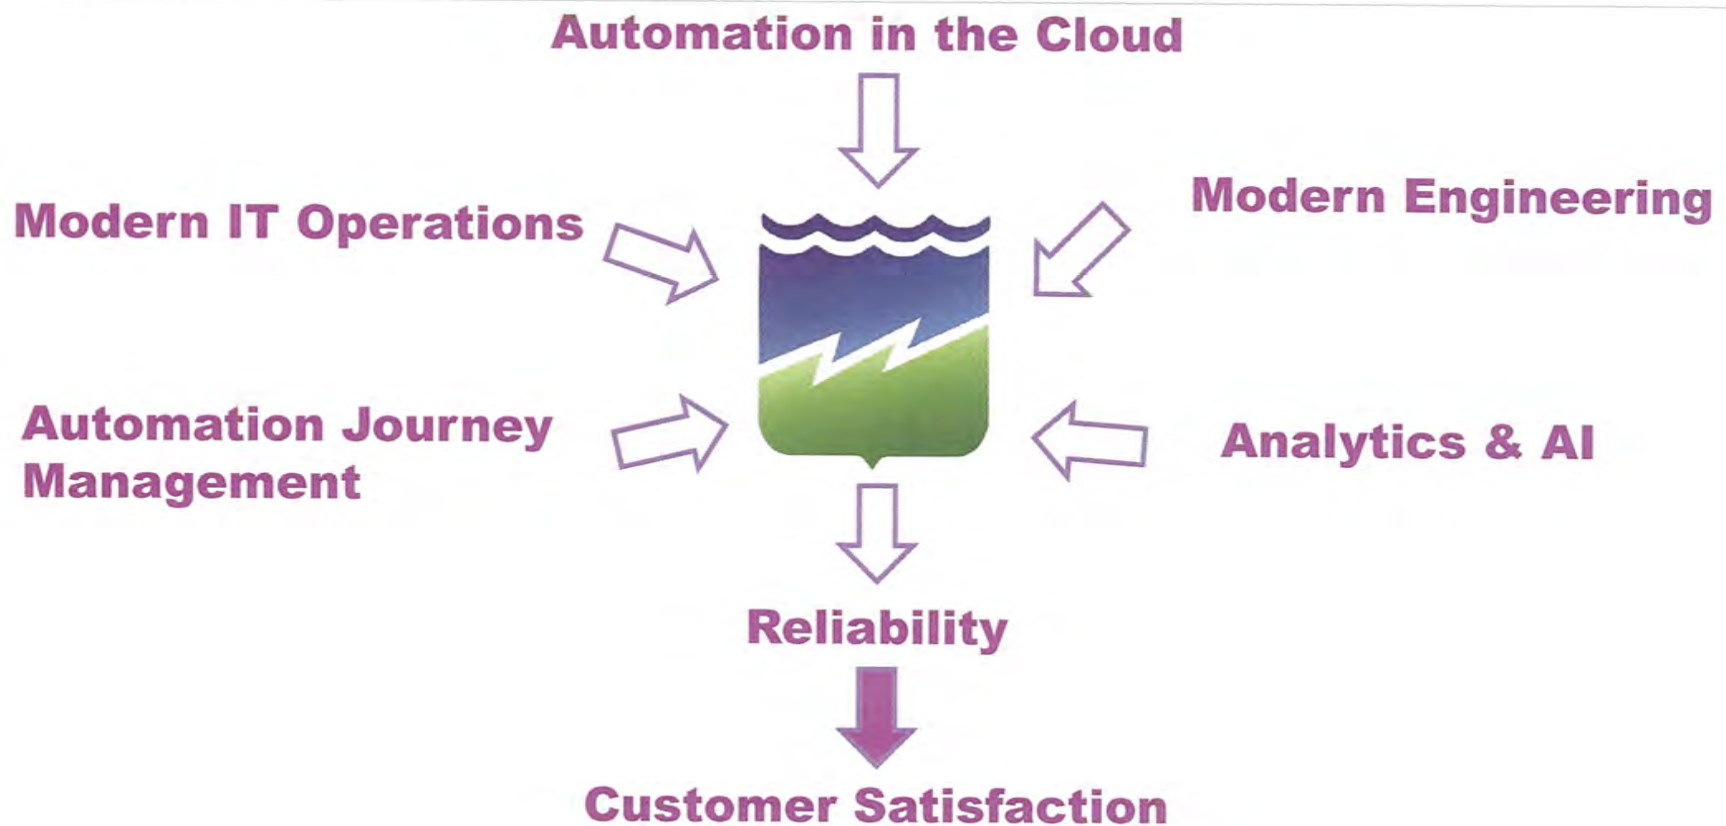 Automation in the Cloud
Modern IT Operations
Modern Engineering
Automation Journey
Management
Analytics & AI
Reliability
Customer Satisfaction